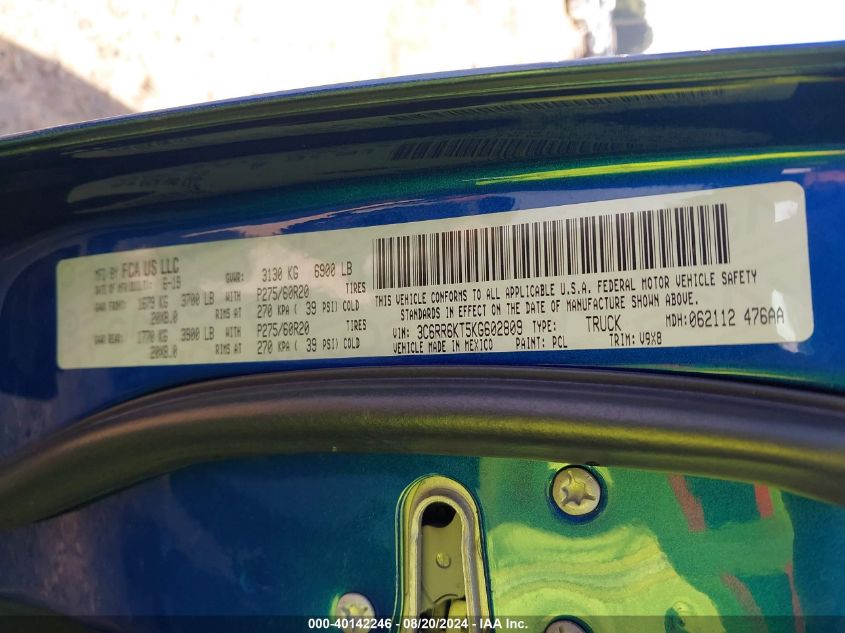 MFG BY FCA US LLC
DATE OF MFR(BUILT): 6-19 GVWR: 3130 KG 6900 LB
GAWR FRONT: 1679 KG 3700 LB WITH P275/60R20 TIRES
20X8.0 RIMS AT 270 KPA ( 39 PSI) COLD
GAWR REAR: 1770 KG 3900 LB WITH P275/60R20 TIRES
20X8.0 RIMS AT 270 KPA ( 39 PSI) COLD
THIS VEHICLE CONFORMS TO ALL APPLICABLE U.S.A. FEDERAL MOTOR VEHICLE SAFETY
STANDARDS IN EFFECT ON THE DATE OF MANUFACTURE SHOWN ABOVE.
VIN: 3C6RR6KT5KG602809 TYPE: TRUCK MDH: 062112 476AA
VEHICLE MADE IN MEXICO PAINT: PCL TRIM: V9X8
000-40142246 - 08/20/2024 - IAA Inc.